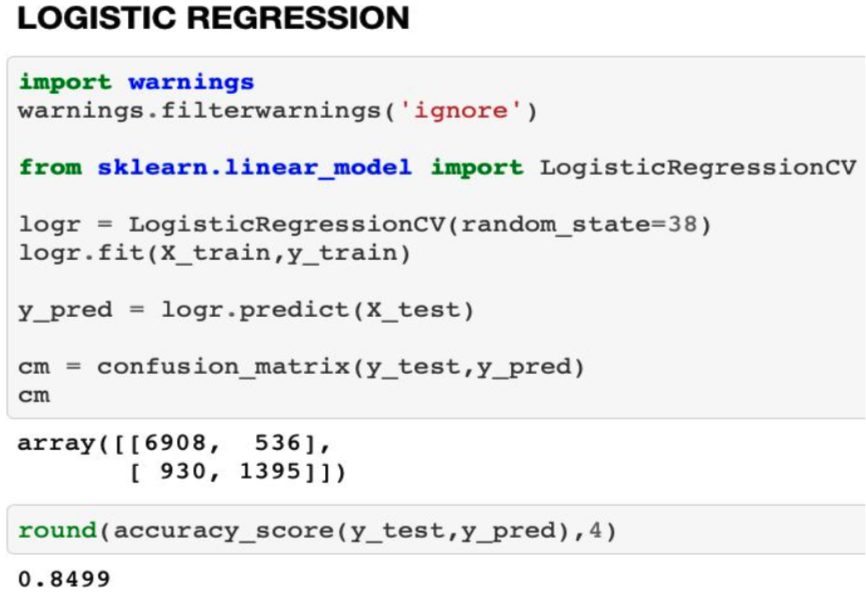 LOGISTIC REGRESSION
import warnings
warnings.filterwarnings('ignore')
from sklearn.linear_model import LogisticRegressionCV
logr = LogisticRegressionCV(random_state=38)
logr.fit(X_train,y_train)
y_pred = logr.predict(X_test)
cm = confusion_matrix(y_test,y_pred)
cm
array([[6908,  536],
       [ 930, 1395]])
round(accuracy_score(y_test,y_pred),4)
0.8499